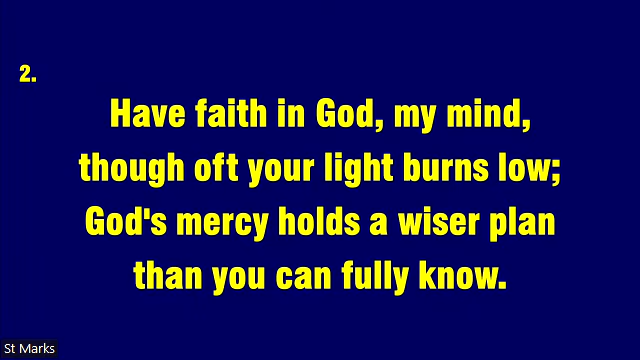 2.
Have faith in God, my mind,
though oft your light burns low;
God's mercy holds a wiser plan
than you can fully know.
St Marks